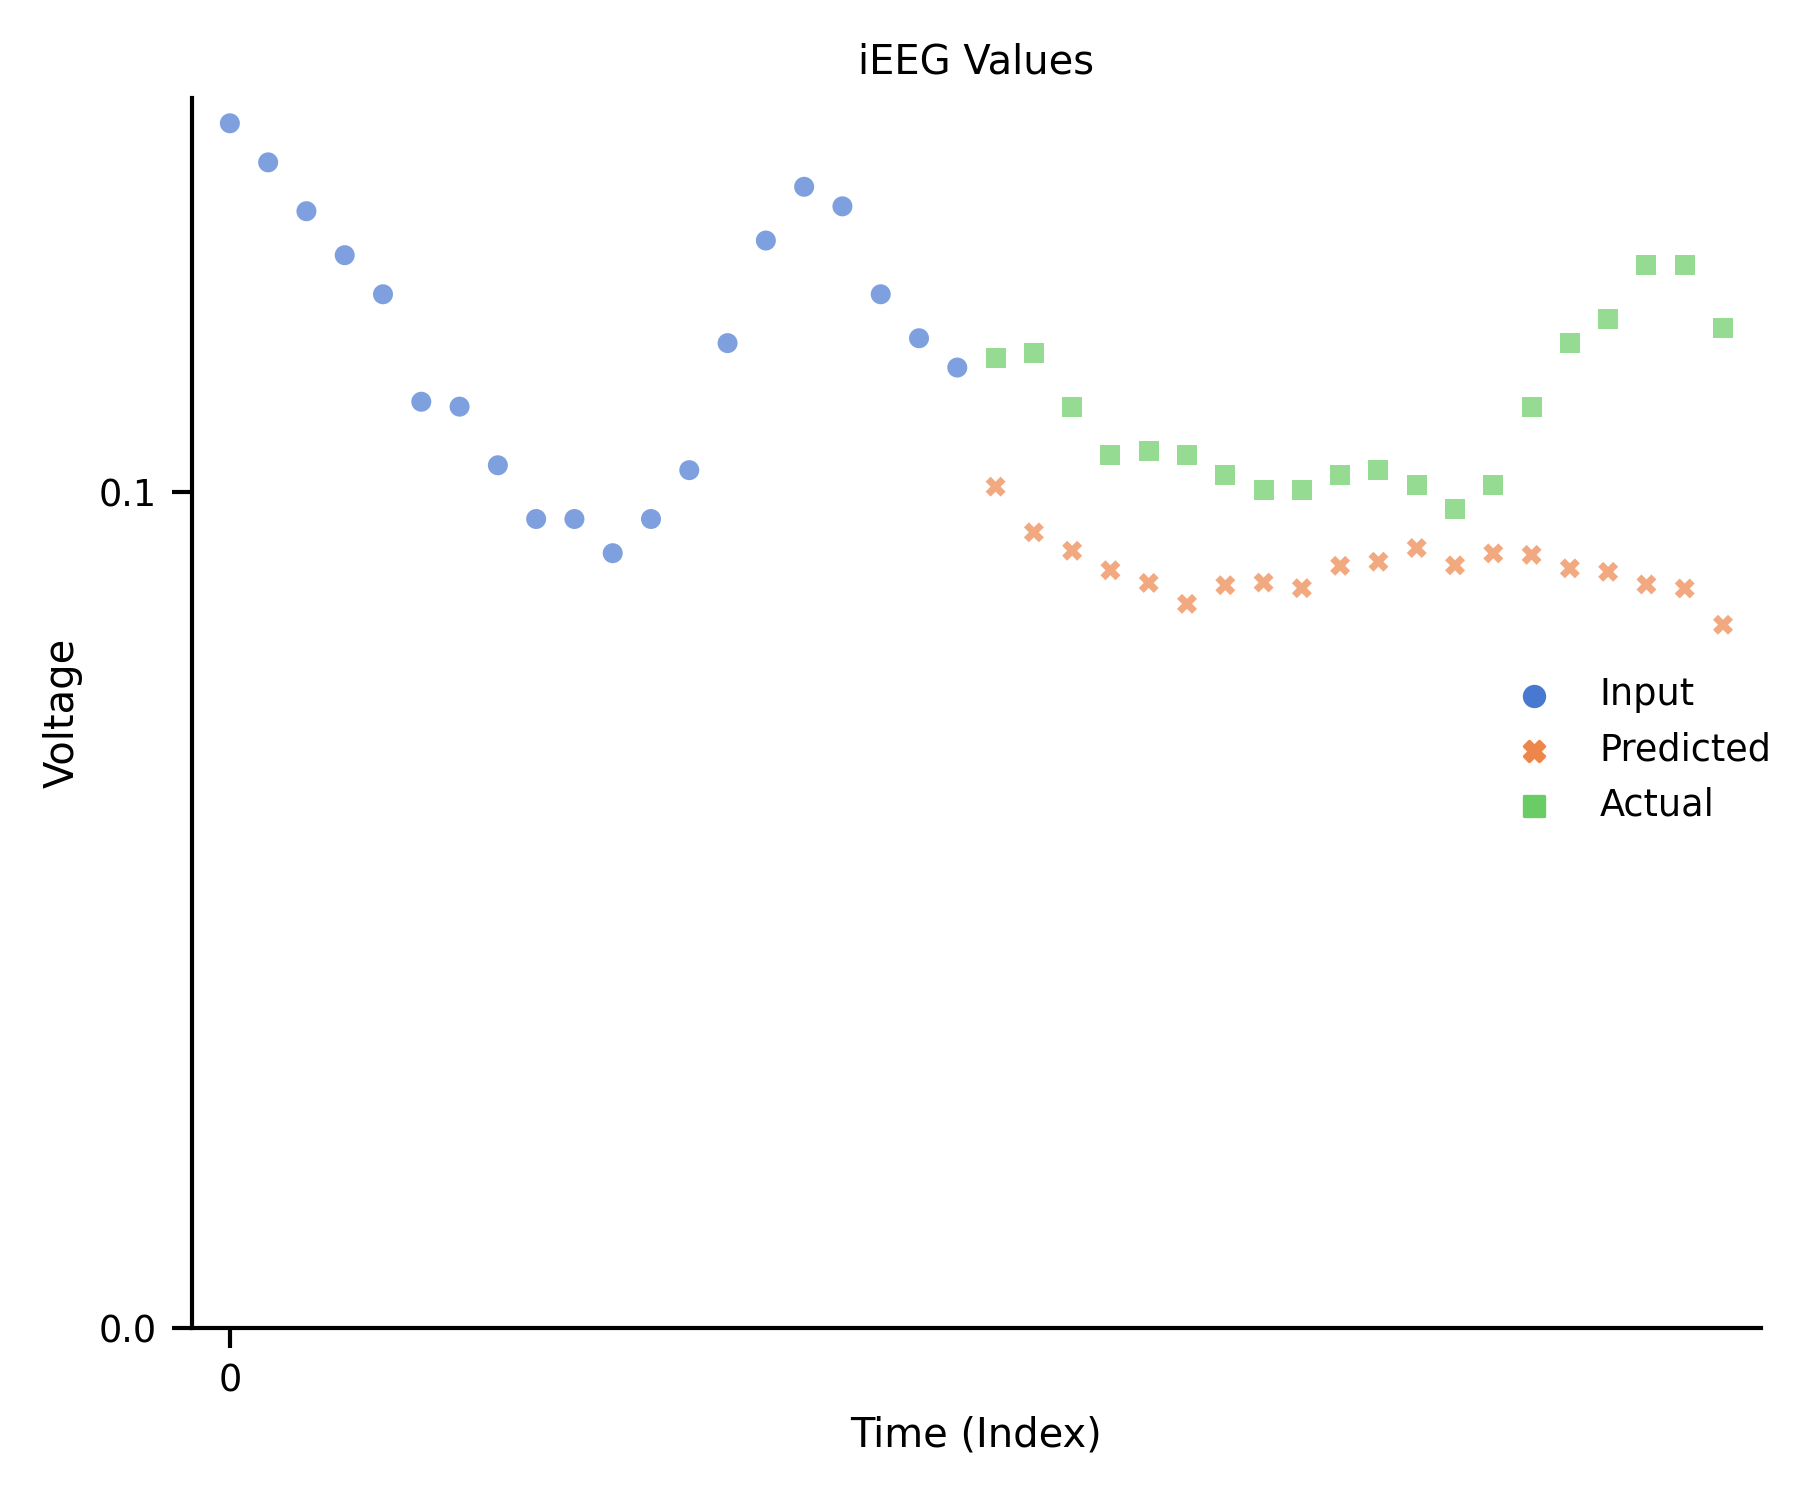 iEEG Values
Voltage
0.1
0.0
0
Time (Index)
Input
Predicted
Actual